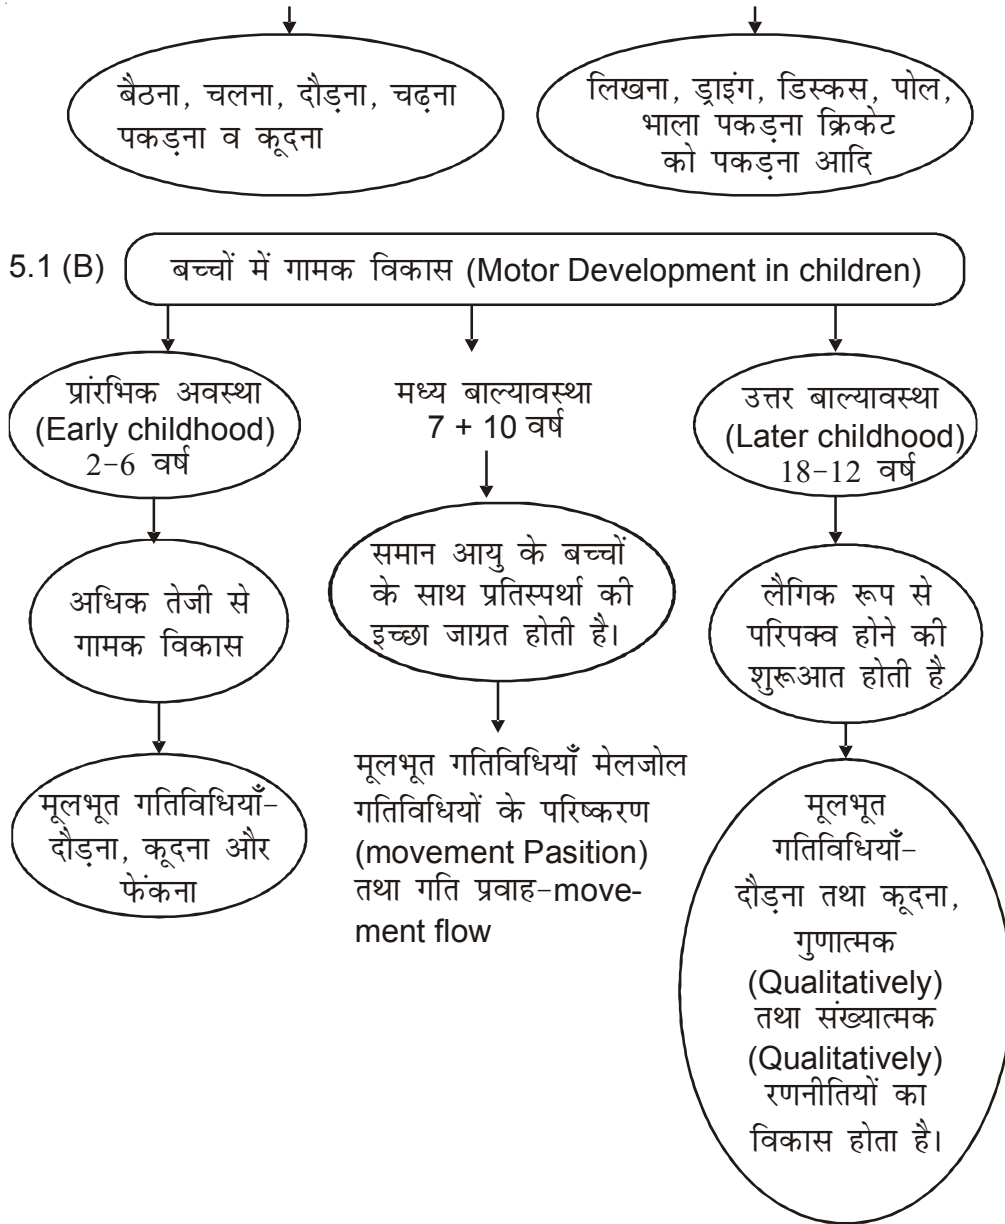 बैठना, चलना, दौड़ना, चढ़ना
पकड़ना व कूदना
लिखना, ड्राइंग, डिस्कस, पोल,
भाला पकड़ना क्रिकेट
को पकड़ना आदि
5.1 (B) बच्चों में गामक विकास (Motor Development in children)
प्रांरभिक अवस्था
(Early childhood)
2-6 वर्ष
मध्य बाल्यावस्था
7 + 10 वर्ष
उत्तर बाल्यावस्था
(Later childhood)
18-12 वर्ष
अधिक तेजी से
गामक विकास
समान आयु के बच्चों
के साथ प्रतिस्पर्था की
इच्छा जाग्रत होती है।
लैगिक रूप से
परिपक्व होने की
शुरूआत होती है
मूलभूत गतिविधियाँ-
दौड़ना, कूदना और
फेंकना
मूलभूत गतिविधियाँ मेलजोल
गतिविधियों के परिष्करण
(movement Pasition)
तथा गति प्रवाह-move-
ment flow
मूलभूत
गतिविधियाँ-
दौड़ना तथा कूदना,
गुणात्मक
(Qualitatively)
तथा संख्यात्मक
(Qualitatively)
रणनीतियों का
विकास होता है।